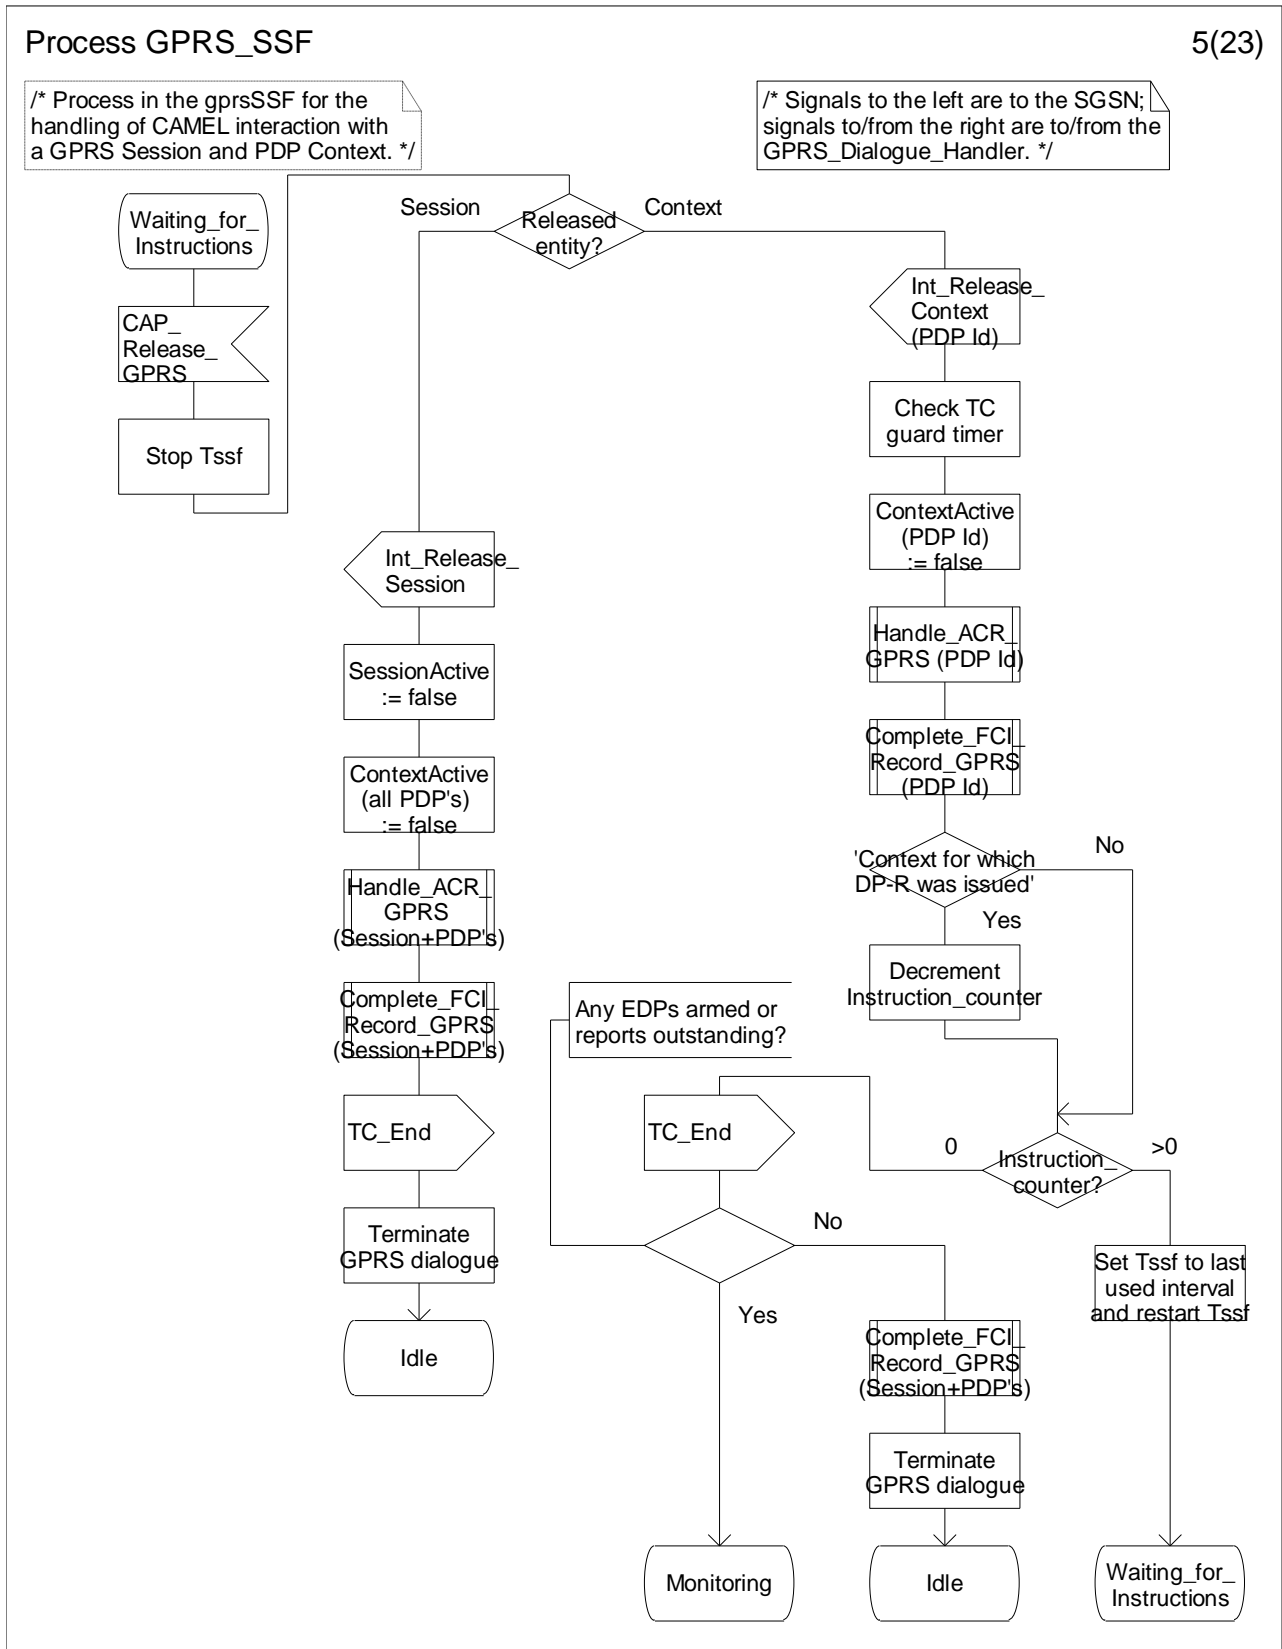 Process GPRS_SSF
5(23)
/* Process in the gprsSSF for the
handling of CAMEL interaction with
a GPRS Session and PDP Context. */
/* Signals to the left are to the SGSN;
signals to/from the right are to/from the
GPRS_Dialogue_Handler. */
Waiting_for_
Instructions
CAP_
Release_
GPRS
Stop Tssf
Session
Released
entity?
Context
Int_Release_
Session
SessionActive
:= false
ContextActive
(all PDP's)
:= false
Handle_ACR_
GPRS
(Session+PDP's)
Complete_FCI_
Record_GPRS
(Session+PDP's)
TC_End
Terminate
GPRS dialogue
Idle
Int_Release_
Context
(PDP Id)
Check TC
guard timer
ContextActive
(PDP Id)
:= false
Handle_ACR_
GPRS (PDP Id)
Complete_FCI_
Record_GPRS
(PDP Id)
'Context for which
DP-R was issued'
No
Yes
Decrement
Instruction_counter
Any EDPs armed or
reports outstanding?
TC_End
0
Instruction_
counter?
>0
No
Yes
Set Tssf to last
used interval
and restart Tssf
Complete_FCI_
Record_GPRS
(Session+PDP's)
Terminate
GPRS dialogue
Monitoring
Idle
Waiting_for_
Instructions